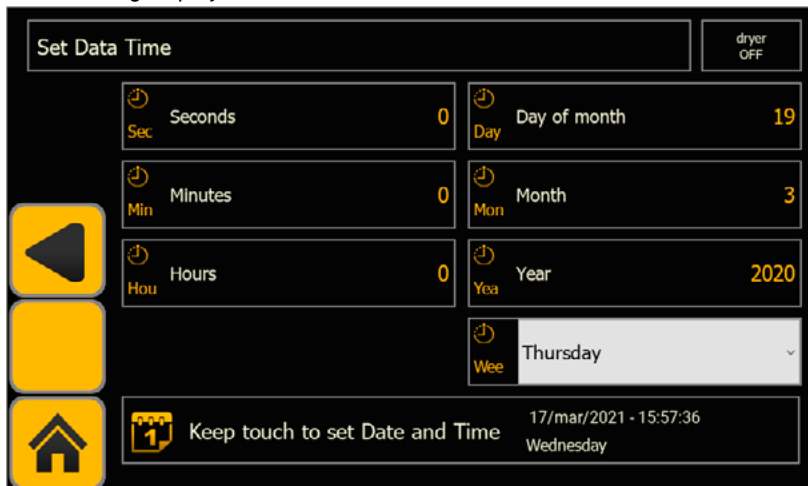 Set Data Time
dryer
OFF
Sec
Seconds
0
Day
Day of month
19
Min
Minutes
0
Mon
Month
3
Hou
Hours
0
Yea
Year
2020
Wee
Thursday
1
Keep touch to set Date and Time
17/mar/2021 - 15:57:36
Wednesday